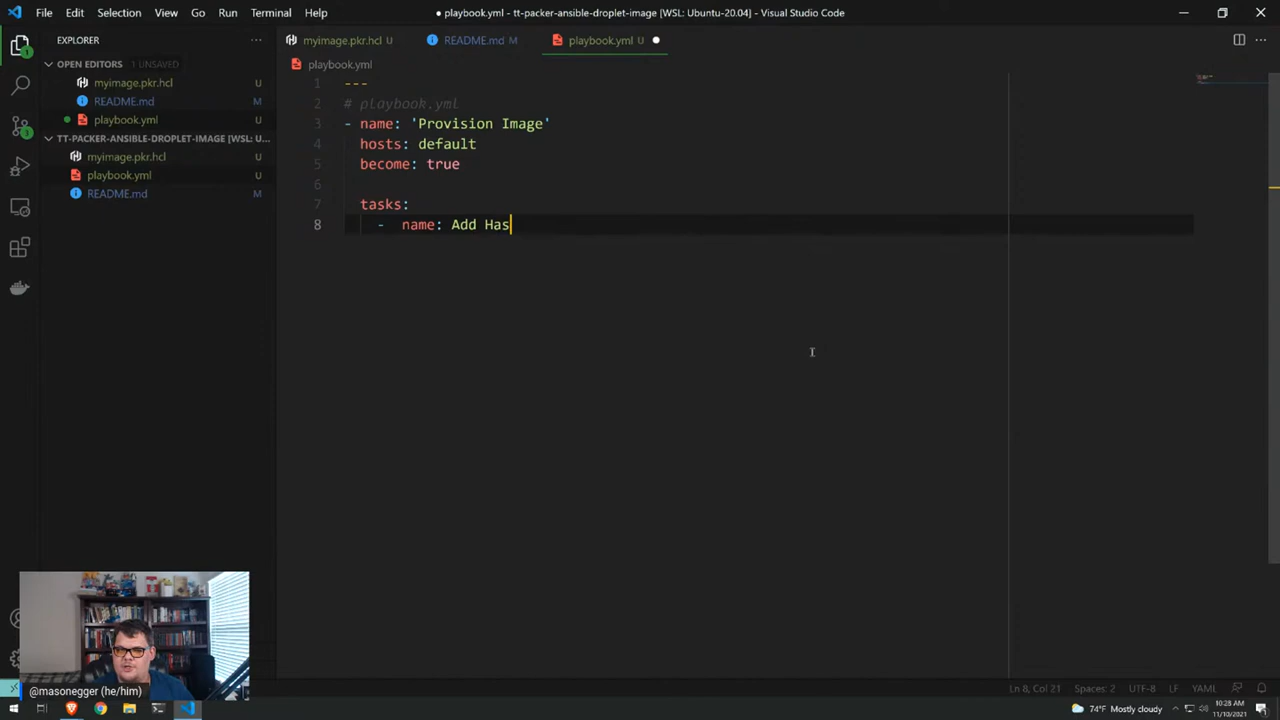 File Edit Selection View Go Run Terminal Help
● playbook.yml - tt-packer-ansible-droplet-image [WSL: Ubuntu-20.04] - Visual Studio Code
EXPLORER
OPEN EDITORS 1 UNSAVED
myimage.pkr.hcl U
README.md M
playbook.yml U
TT-PACKER-ANSIBLE-DROPLET-IMAGE [WSL: U...
myimage.pkr.hcl U
playbook.yml U
README.md M
myimage.pkr.hcl U README.md M playbook.yml U
playbook.yml
1 ---
2 # playbook.yml
3 - name: 'Provision Image'
4 hosts: default
5 become: true
6
7 tasks:
8 - name: Add Has
@masonegger (he/him)
Ln 8, Col 21 Spaces: 2 UTF-8 LF YAML
74°F Mostly cloudy
10:28 AM
11/10/2021